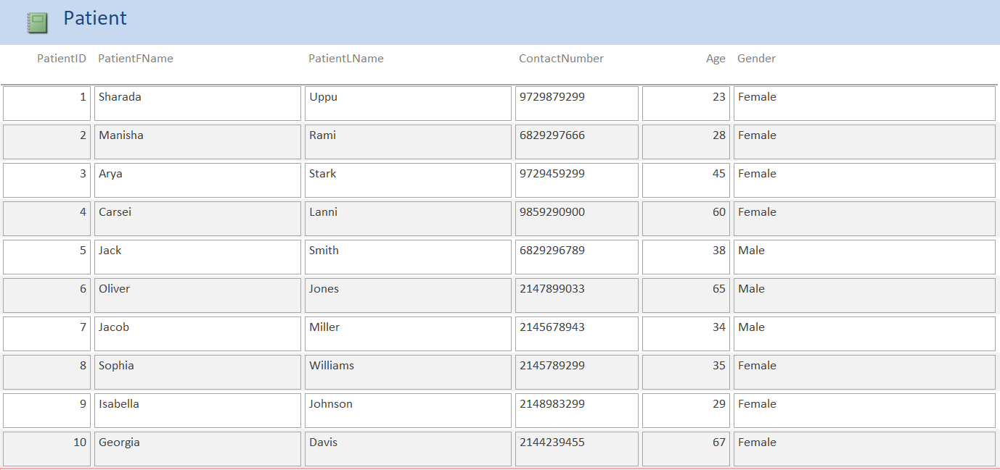 Patient
PatientID PatientFName PatientLName ContactNumber Age Gender
1 Sharada Uppu 9729879299 23 Female
2 Manisha Rami 6829297666 28 Female
3 Arya Stark 9729459299 45 Female
4 Carsei Lanni 9859290900 60 Female
5 Jack Smith 6829296789 38 Male
6 Oliver Jones 2147899033 65 Male
7 Jacob Miller 2145678943 34 Male
8 Sophia Williams 2145789299 35 Female
9 Isabella Johnson 2148983299 29 Female
10 Georgia Davis 2144239455 67 Female